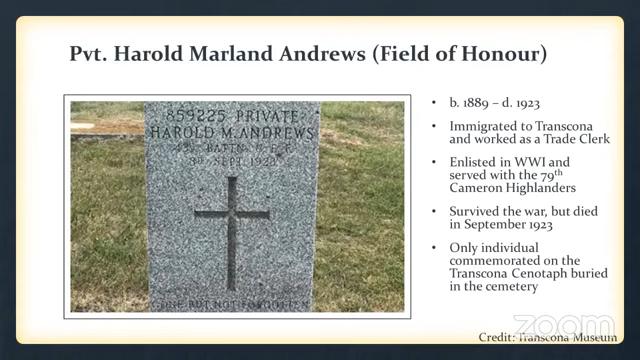 Pvt. Harold Marland Andrews (Field of Honour)
859225 PRIVATE
HAROLD M. ANDREWS
BATTN. C.E.F.
SEPT. 1923
GONE BUT NOT FORGOTTEN
• b. 1889 – d. 1923
• Immigrated to Transcona
and worked as a Trade Clerk
• Enlisted in WWI and
served with the 79th
Cameron Highlanders
• Survived the war, but died
in September 1923
• Only individual
commemorated on the
Transcona Cenotaph buried
in the cemetery
Credit: Transcona Museum
zoom